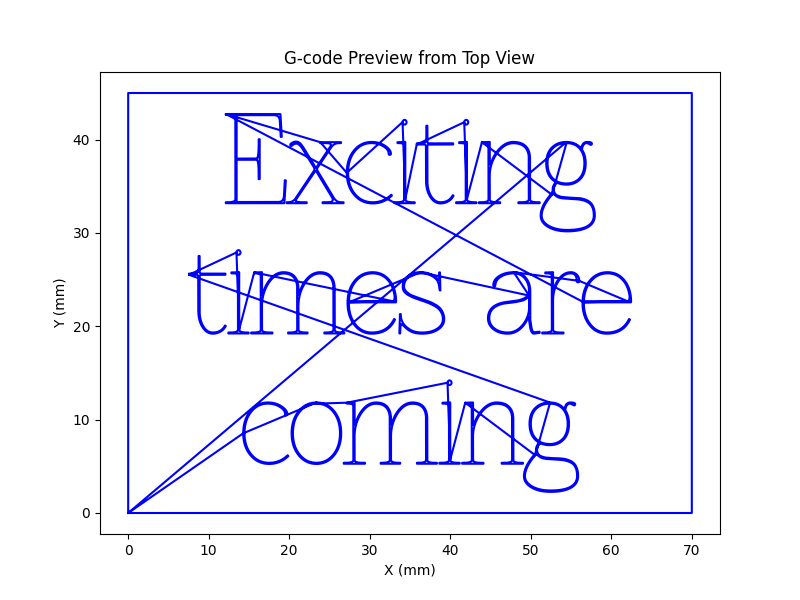 G-code Preview from Top View
Y (mm)
40
30
20
10
0
Exciting
times are
coming
0 10 20 30 40 50 60 70
X (mm)